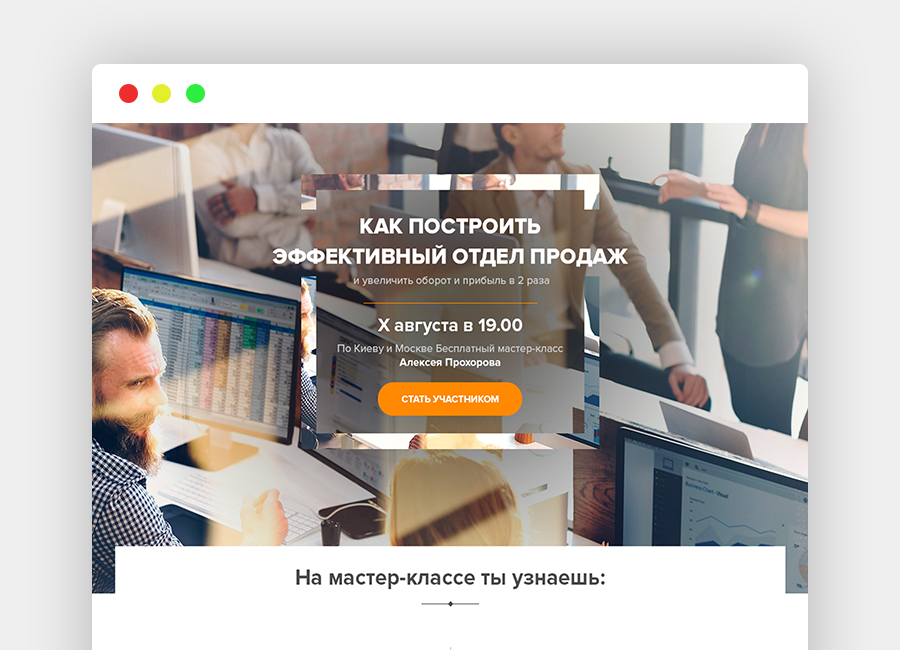 КАК ПОСТРОИТЬ
ЭФФЕКТИВНЫЙ ОТДЕЛ ПРОДАЖ
и увеличить оборот и прибыль в 2 раза
X августа в 19.00
По Киеву и Москве Бесплатный мастер-класс
Алексея Прохорова
СТАТЬ УЧАСТНИКОМ
На мастер-классе ты узнаешь: